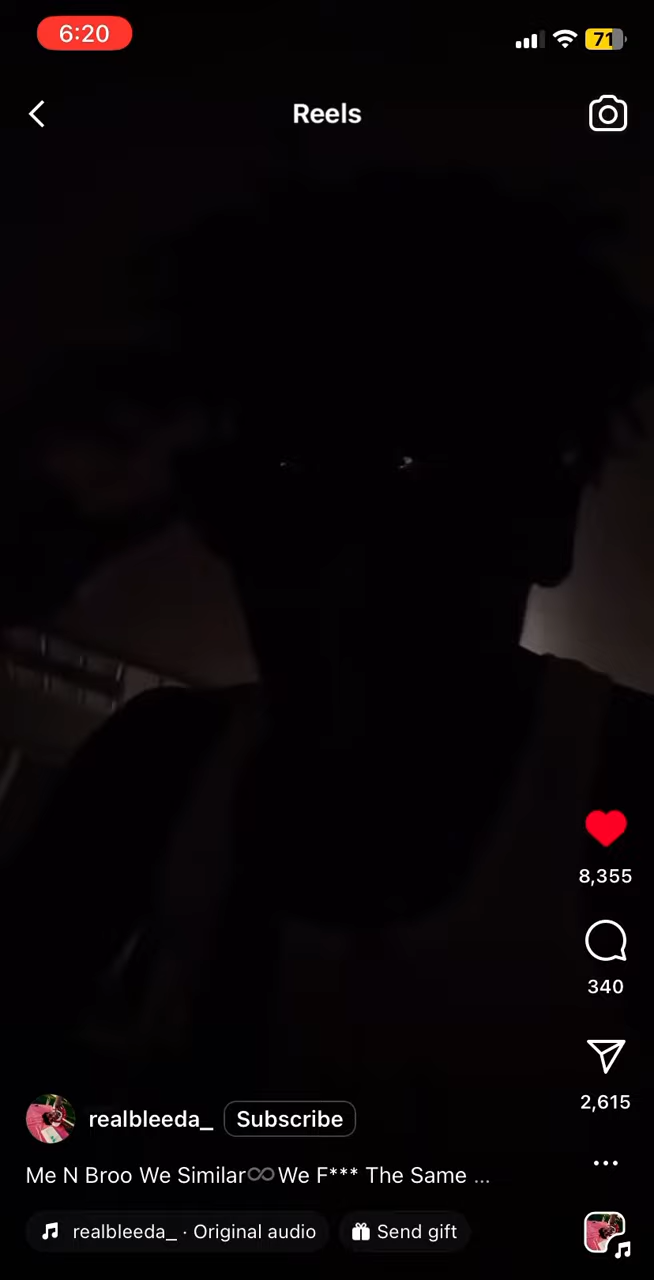 6:20
71
Reels
8,355
340
2,615
realbleeda_ Subscribe
Me N Broo We Similar♾️We F*** The Same ...
realbleeda_ · Original audio Send gift